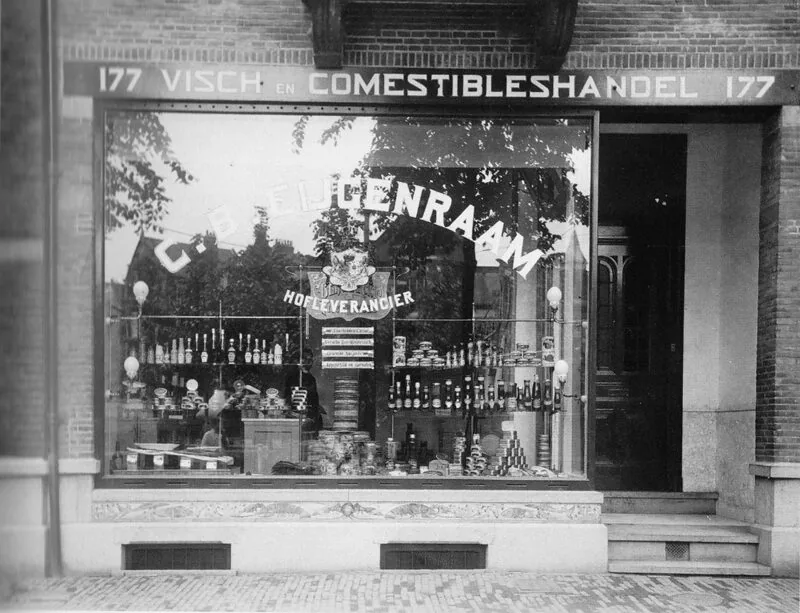 177 VISCH EN COMESTIBLESHANDEL 177
C. B. EIJGENRAAM
HOFLEVERANCIER